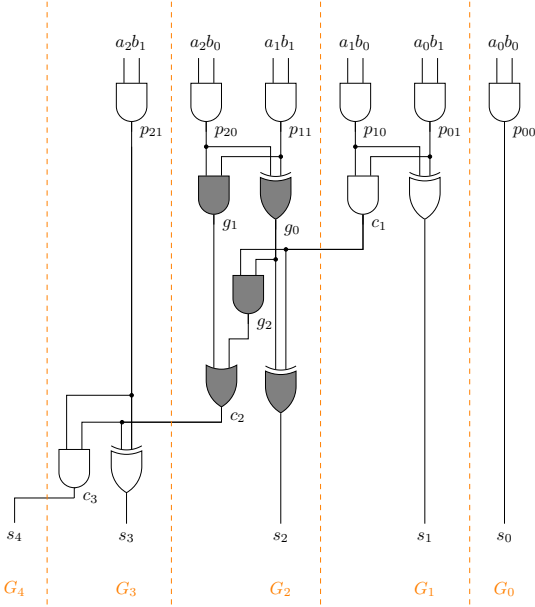 a₂b₁ a₂b₀ a₁b₁ a₁b₀ a₀b₁ a₀b₀
p₂₁ p₂₀ p₁₁ p₁₀ p₀₁ p₀₀
g₁ g₀ c₁
g₂
c₂
c₃
s₄ s₃ s₂ s₁ s₀
G₄ G₃ G₂ G₁ G₀